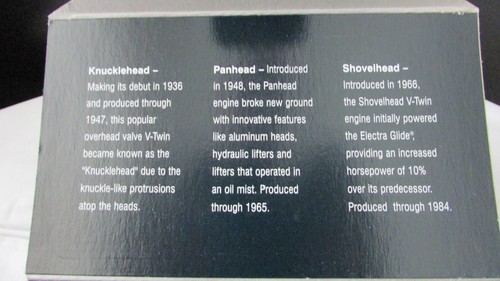 Knucklehead –
Making its debut in 1936
and produced through
1947, this popular
overhead valve V-Twin
became known as the
"Knucklehead" due to the
knuckle-like protrusions
atop the heads.
Panhead – Introduced
in 1948, the Panhead
engine broke new ground
with innovative features
like aluminum heads,
hydraulic lifters and
lifters that operated in
an oil mist. Produced
through 1965.
Shovelhead –
Introduced in 1966,
the Shovelhead V-Twin
engine initially powered
the Electra Glide®,
providing an increased
horsepower of 10%
over its predecessor.
Produced through 1984.